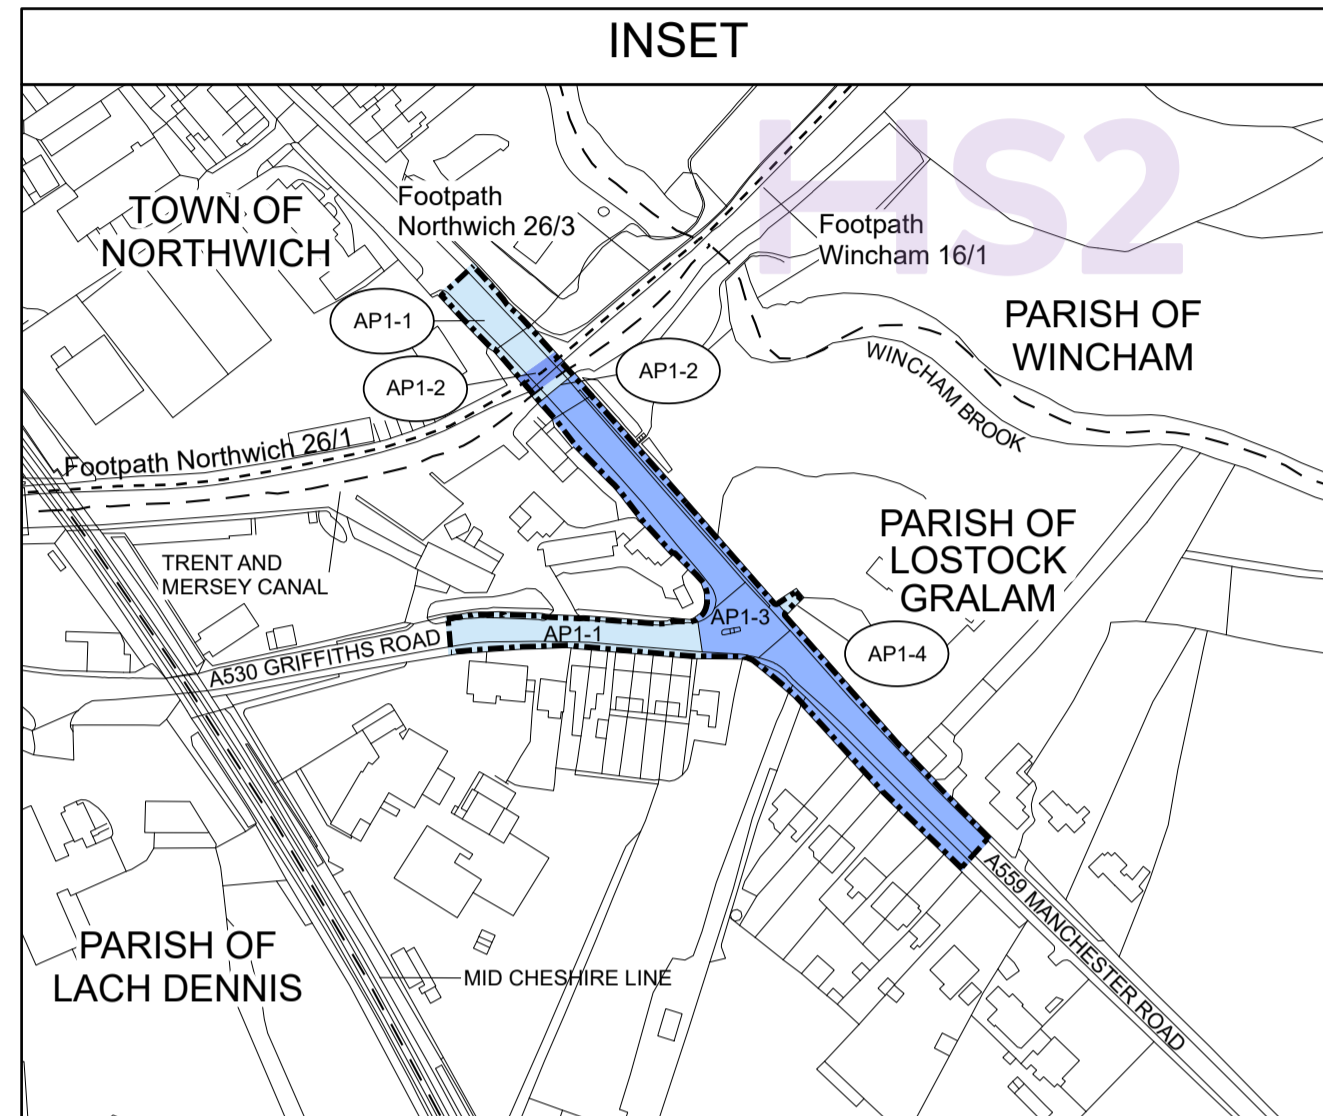 INSET
HS2
TOWN OF
NORTHWICH
Footpath
Northwich 26/3
Footpath
Wincham 16/1
AP1-1
AP1-2
AP1-2
PARISH OF
WINCHAM
WINCHAM BROOK
Footpath Northwich 26/1
TRENT AND
MERSEY CANAL
PARISH OF
LOSTOCK
GRALAM
A530 GRIFFITHS ROAD
AP1-1
AP1-3
AP1-4
A559 MANCHESTER ROAD
PARISH OF
LACH DENNIS
MID CHESHIRE LINE